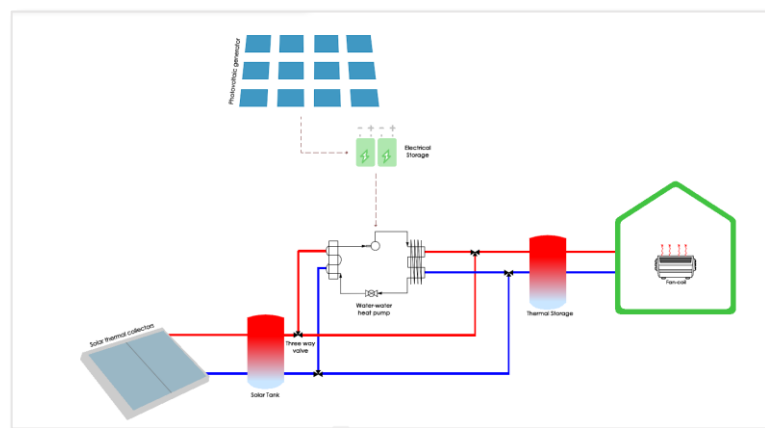 Photovoltaic generator
Electrical
Storage
Water-water
heat pump
Fan-coil
Thermal Storage
Solar thermal collectors
Three way
valve
Solar Tank